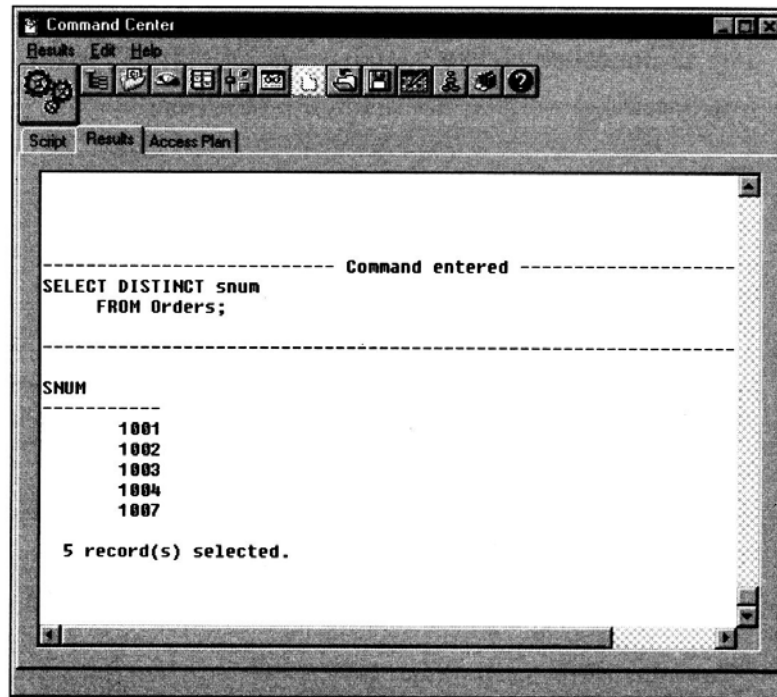 Command Center
Results Edit Help
Script Results Access Plan
---------------------------- Command entered --------------------
SELECT DISTINCT snum
FROM Orders;
------------------------------------------------------------------
SNUM
-----------
1001
1002
1003
1004
1007
5 record(s) selected.